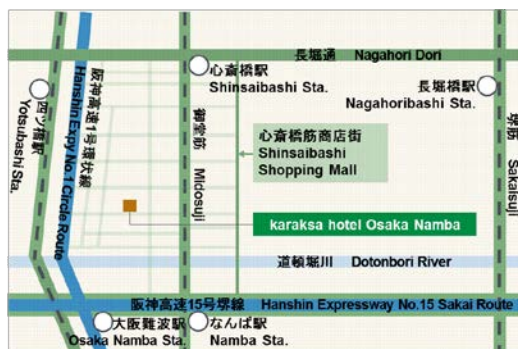 長堀通 Nagahori Dori
心斎橋駅
Shinsaibashi Sta.
長堀橋駅
Nagahoribashi Sta.
阪神高速1号環状線
Hanshin Expy No.1 Circle Route
四ツ橋駅
Yotsubashi Sta.
御堂筋 Midosuji
心斎橋筋商店街
Shinsaibashi
Shopping Mall
堺筋 Sakaisuji
karaksa hotel Osaka Namba
道頓堀川 Dotonbori River
阪神高速15号堺線 Hanshin Expressway No.15 Sakai Route
大阪難波駅
Osaka Namba Sta.
なんば駅
Namba Sta.